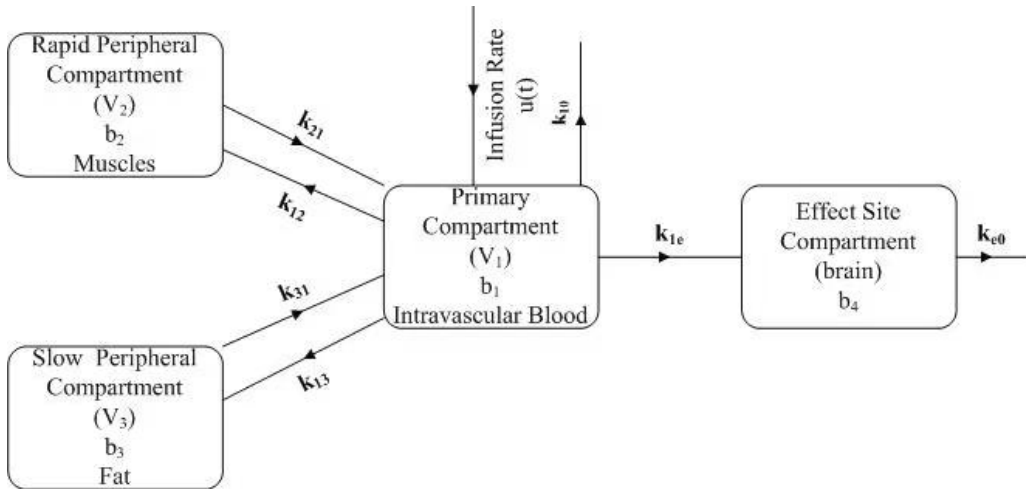 Rapid Peripheral
Compartment
(V₂)
b₂
Muscles
k₂₁
k₁₂
Infusion Rate
u(t)
k₁₀
Primary
Compartment
(V₁)
b₁
Intravascular Blood
k₁ₑ
Effect Site
Compartment
(brain)
b₄
kₑ₀
k₃₁
k₁₃
Slow Peripheral
Compartment
(V₃)
b₃
Fat